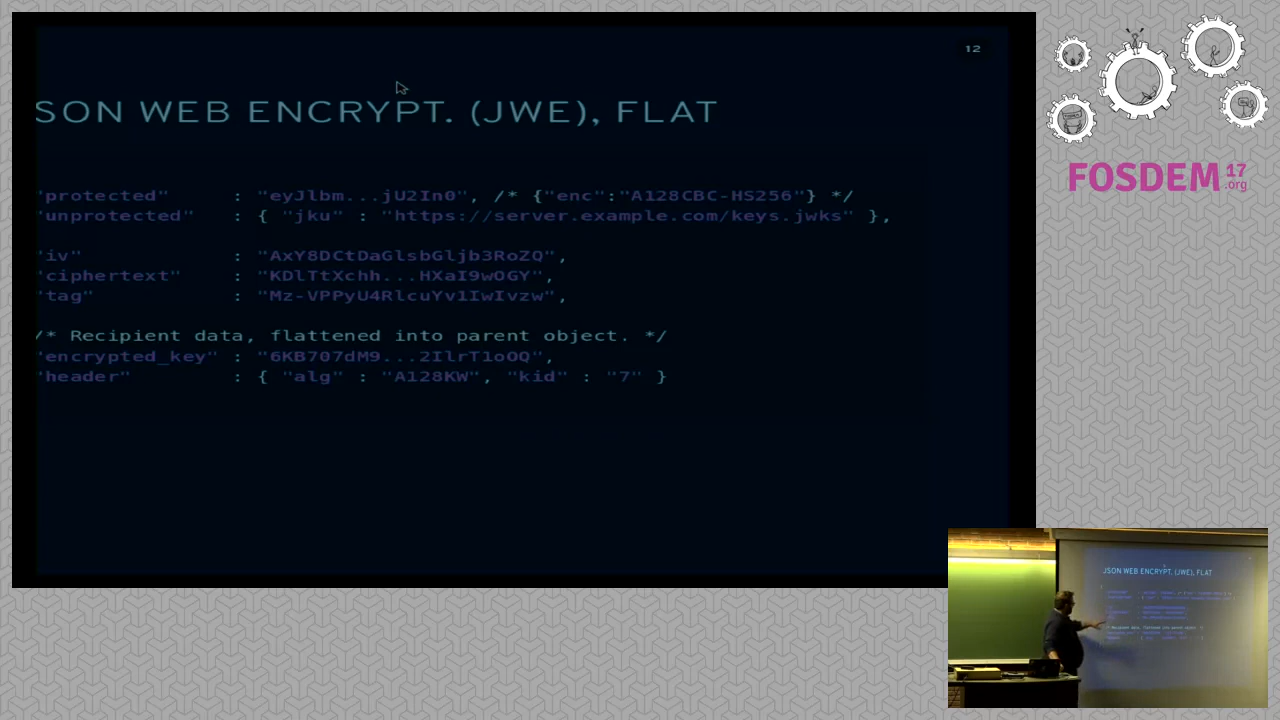 12
SON WEB ENCRYPT. (JWE), FLAT
"protected" : "eyJlbm...jU2In0", /* {"enc":"A128CBC-HS256"} */
"unprotected" : { "jku" : "https://server.example.com/keys.jwks" },
"iv" : "AxY8DCtDaGlsbGljb3RoZQ",
"ciphertext" : "KDlTtXchh...HXaI9wOGY",
"tag" : "Mz-VPPyU4RlcuYv1IwIvzw",
/* Recipient data, flattened into parent object. */
"encrypted_key" : "6KB707dM9...2IlrT1oOQ",
"header" : { "alg" : "A128KW", "kid" : "7" }
FOSDEM 17
.org
JSON WEB ENCRYPT. (JWE), FLAT